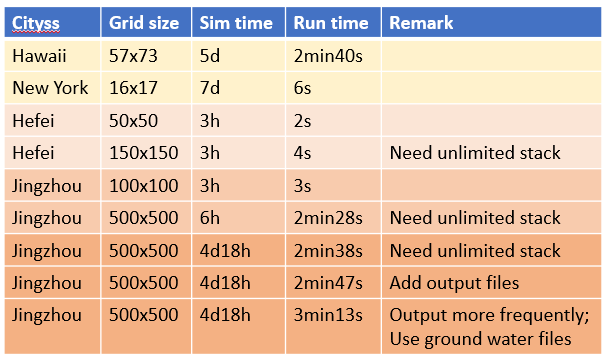 Cityss Grid size Sim time Run time Remark
Hawaii 57x73 5d 2min40s
New York 16x17 7d 6s
Hefei 50x50 3h 2s
Hefei 150x150 3h 4s Need unlimited stack
Jingzhou 100x100 3h 3s
Jingzhou 500x500 6h 2min28s Need unlimited stack
Jingzhou 500x500 4d18h 2min38s Need unlimited stack
Jingzhou 500x500 4d18h 2min47s Add output files
Jingzhou 500x500 4d18h 3min13s Output more frequently;
Use ground water files